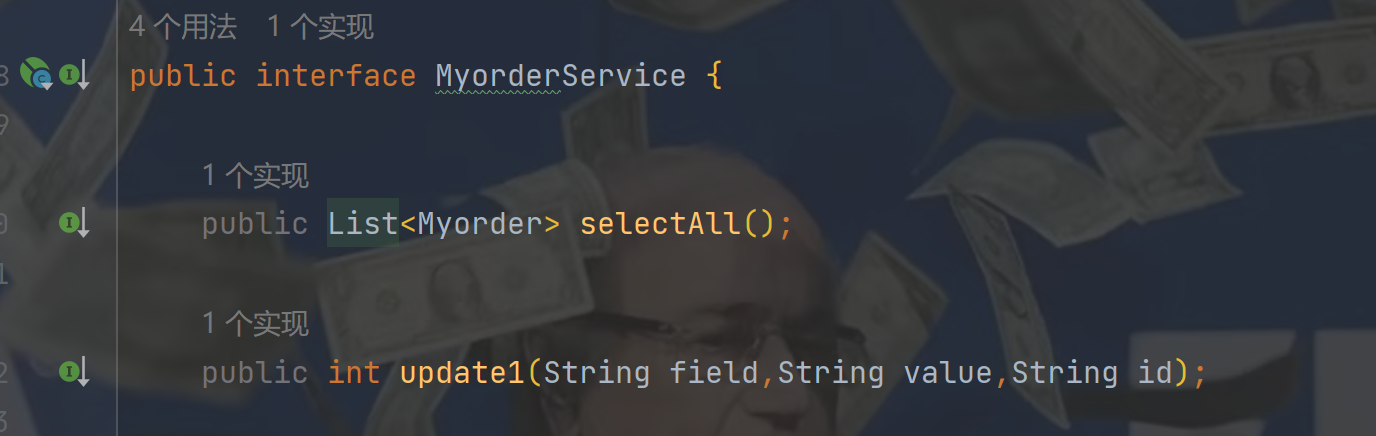 4 个用法 1 个实现
public interface MyorderService {
1 个实现
public List<Myorder> selectAll();
1 个实现
public int update1(String field,String value,String id);